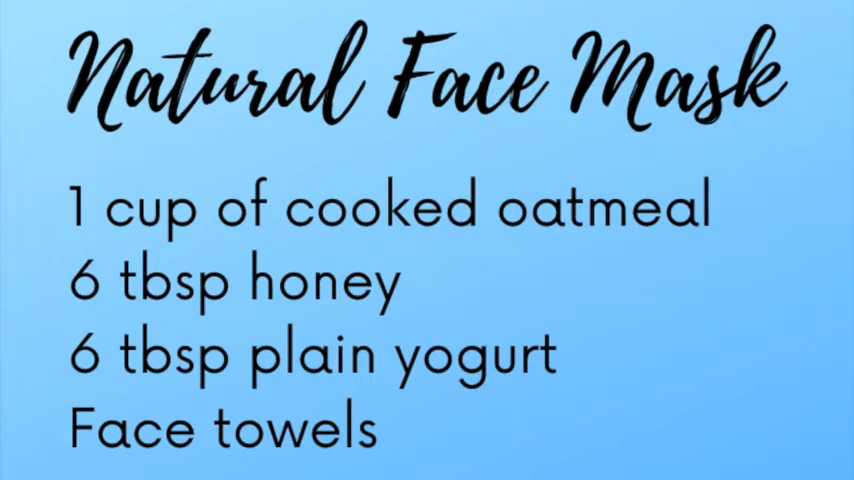 Natural Face Mask
1 cup of cooked oatmeal
6 tbsp honey
6 tbsp plain yogurt
Face towels